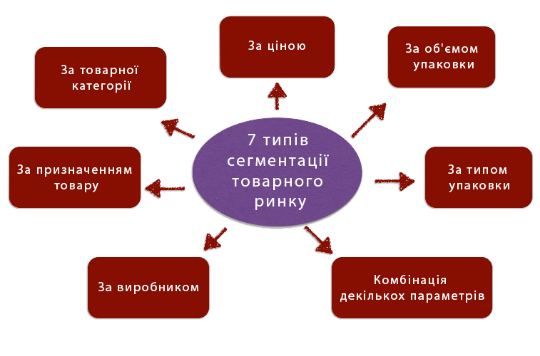 За ціною
За об'ємом
упаковки
За товарної
категорії
7 типів
сегментації
товарного
ринку
За призначенням
товару
За типом
упаковки
За виробником
Комбінація
декількох параметрів